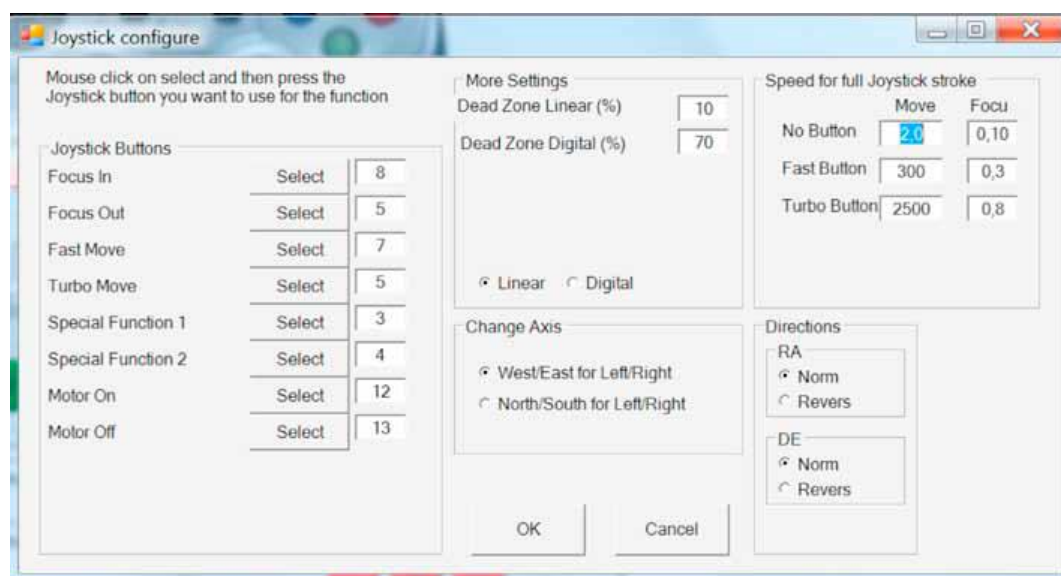 Joystick configure
Mouse click on select and then press the
Joystick button you want to use for the function
Joystick Buttons
Focus In Select 8
Focus Out Select 5
Fast Move Select 7
Turbo Move Select 5
Special Function 1 Select 3
Special Function 2 Select 4
Motor On Select 12
Motor Off Select 13
More Settings
Dead Zone Linear (%) 10
Dead Zone Digital (%) 70
Linear Digital
Change Axis
West/East for Left/Right
North/South for Left/Right
OK Cancel
Speed for full Joystick stroke
Move Focu
No Button 2,0 0,10
Fast Button 300 0,3
Turbo Button 2500 0,8
Directions
RA
Norm
Revers
DE
Norm
Revers